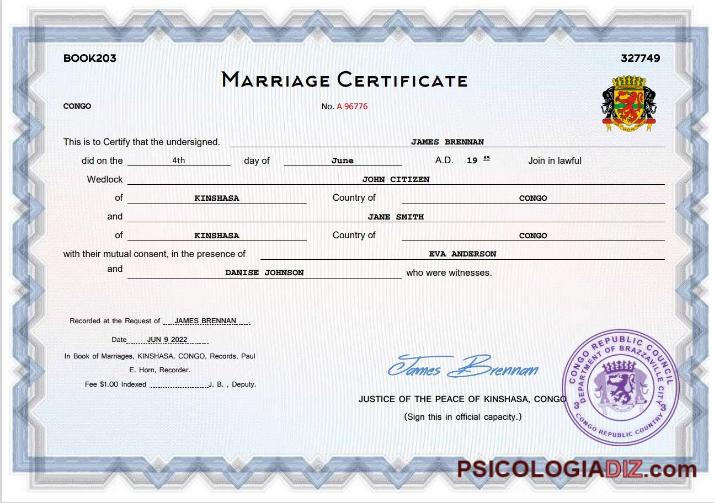 BOOK203 327749
MARRIAGE CERTIFICATE
CONGO No. A 96776
This is to Certify that the undersigned. JAMES BRENNAN
did on the 4th day of June A.D. 19 Join in lawful
Wedlock JOHN CITIZEN
of KINSHASA Country of CONGO
and JANE SMITH
of KINSHASA Country of CONGO
with their mutual consent, in the presence of EVA ANDERSON
and DANISE JOHNSON who were witnesses.
Recorded at the Request of JAMES BRENNAN
Date JUN 9 2022
In Book of Marriages, KINSHASA, CONGO, Records, Paul
E. Horn, Recorder.
Fee $1.00 Indexed J. B. , Deputy.
James Brennan
JUSTICE OF THE PEACE OF KINSHASA, CONGO
(Sign this in official capacity.)
CONGO REPUBLIC COUNCIL
DEPARTMENT OF BRAZZAVILLE CITY
CONGO REPUBLIC COUNTRY
PSICOLOGIADIZ.com